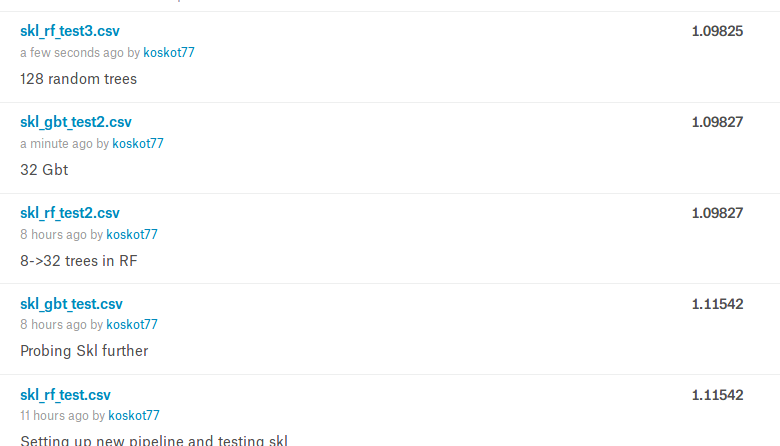 skl_rf_test3.csv 1.09825
a few seconds ago by koskot77
128 random trees
skl_gbt_test2.csv 1.09827
a minute ago by koskot77
32 Gbt
skl_rf_test2.csv 1.09827
8 hours ago by koskot77
8->32 trees in RF
skl_gbt_test.csv 1.11542
8 hours ago by koskot77
Probing Skl further
skl_rf_test.csv 1.11542
11 hours ago by koskot77
Setting up new pipeline and testing skl